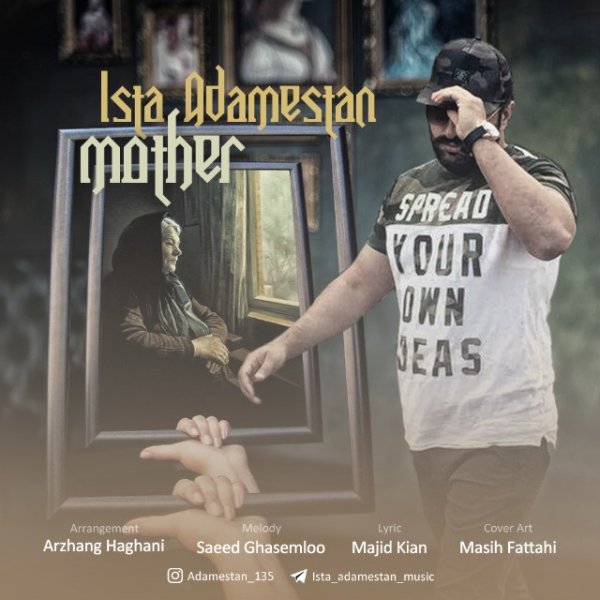 Ista Adamestan
mother
SPREAD
YOUR
OWN
DEAS
Arrangement
Arzhang Haghani
Melody
Saeed Ghasemloo
Lyric
Majid Kian
Cover Art
Masih Fattahi
Adamestan_135
Ista_adamestan_music